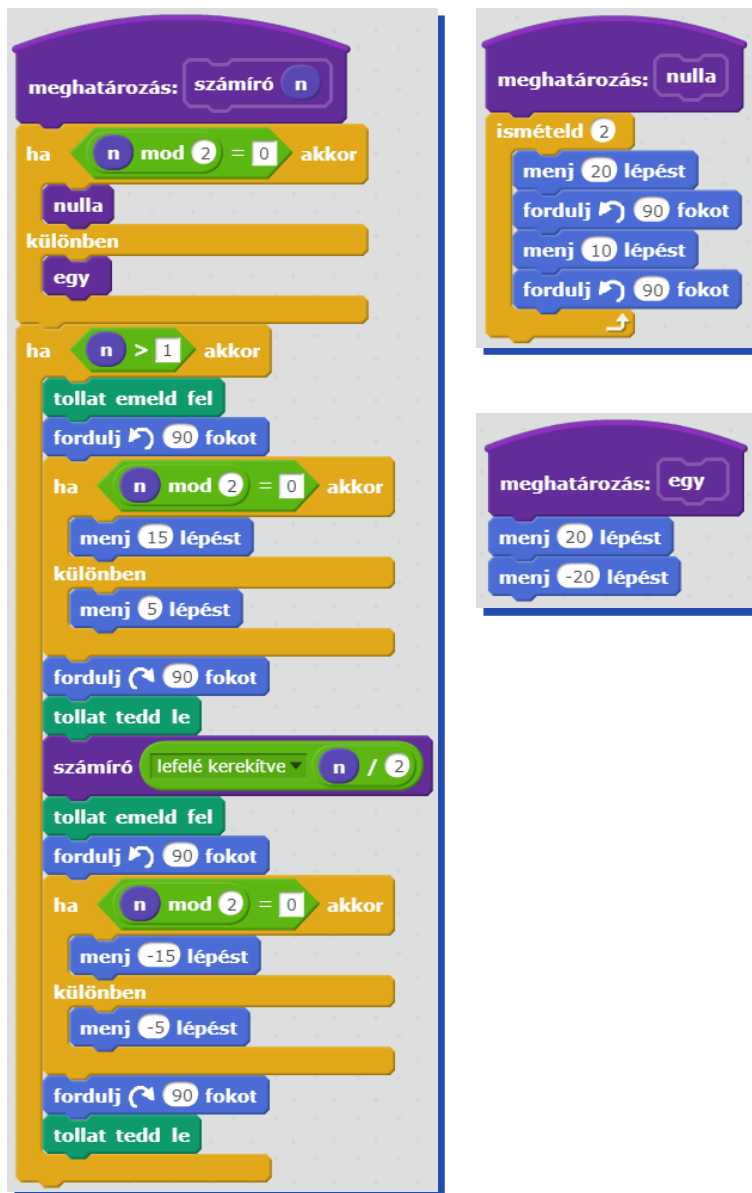 meghatározás: számíró n
ha n mod 2 = 0 akkor
nulla
különben
egy
ha n > 1 akkor
tollat emeld fel
fordulj 90 fokot
ha n mod 2 = 0 akkor
menj 15 lépést
különben
menj 5 lépést
fordulj 90 fokot
tollat tedd le
számíró lefelé kerekítve n / 2
tollat emeld fel
fordulj 90 fokot
ha n mod 2 = 0 akkor
menj -15 lépést
különben
menj -5 lépést
fordulj 90 fokot
tollat tedd le
meghatározás: nulla
ismételd 2
menj 20 lépést
fordulj 90 fokot
menj 10 lépést
fordulj 90 fokot
meghatározás: egy
menj 20 lépést
menj -20 lépést